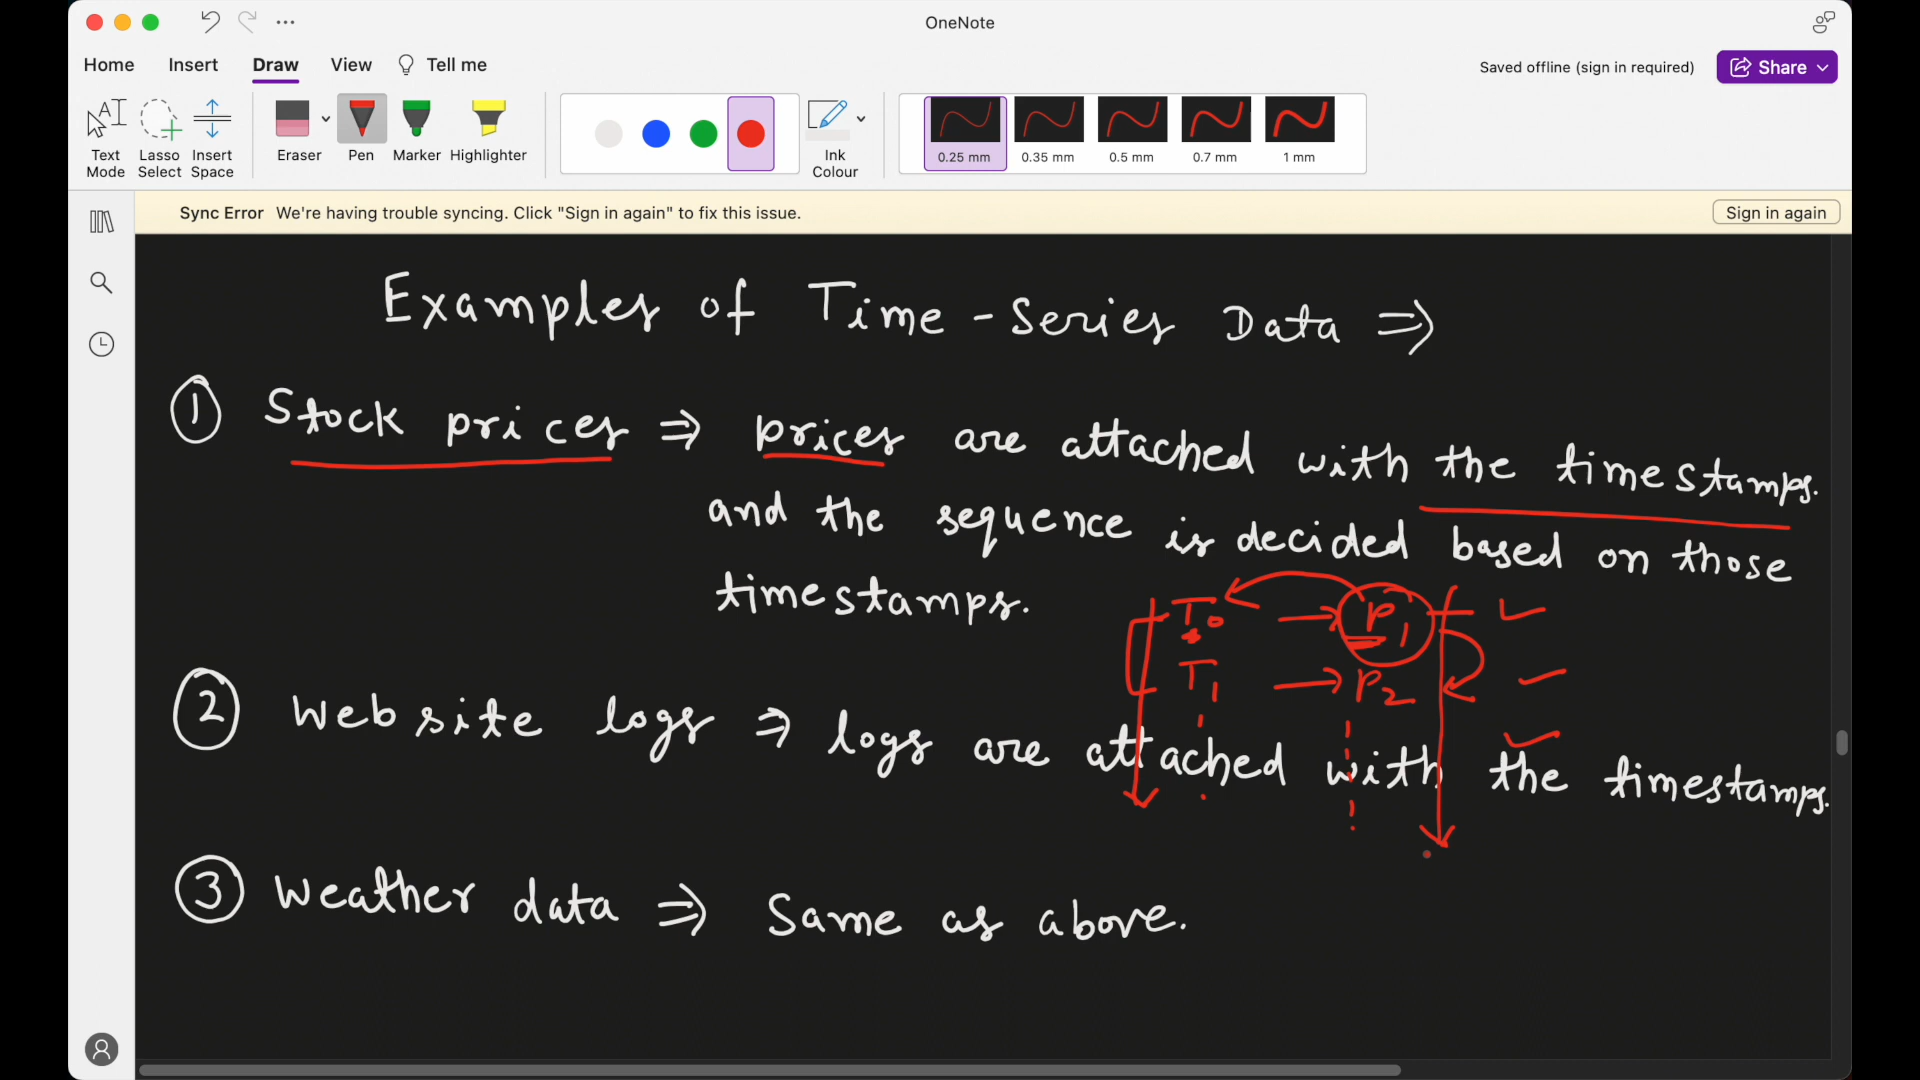 OneNote
Home Insert Draw View Tell me
Saved offline (sign in required) Share
Text Mode
Lasso Select
Insert Space
Eraser
Pen
Marker
Highlighter
Ink Colour
0.25 mm
0.35 mm
0.5 mm
0.7 mm
1 mm
Sync Error We're having trouble syncing. Click "Sign in again" to fix this issue.
Sign in again
Examples of Time-Series Data ⇒
① Stock prices ⇒ prices are attached with the timestamps.
and the sequence is decided based on those
timestamps.
T₀ → P₁
T₁ → P₂
② Website logs ⇒ logs are attached with the timestamps.
③ Weather data ⇒ Same as above.